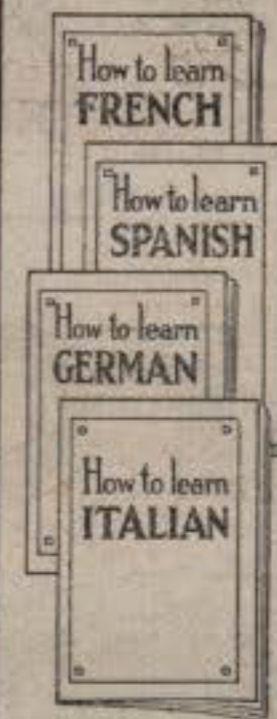 How to learn
FRENCH
How to learn
SPANISH
How to learn
GERMAN
How to learn
ITALIAN